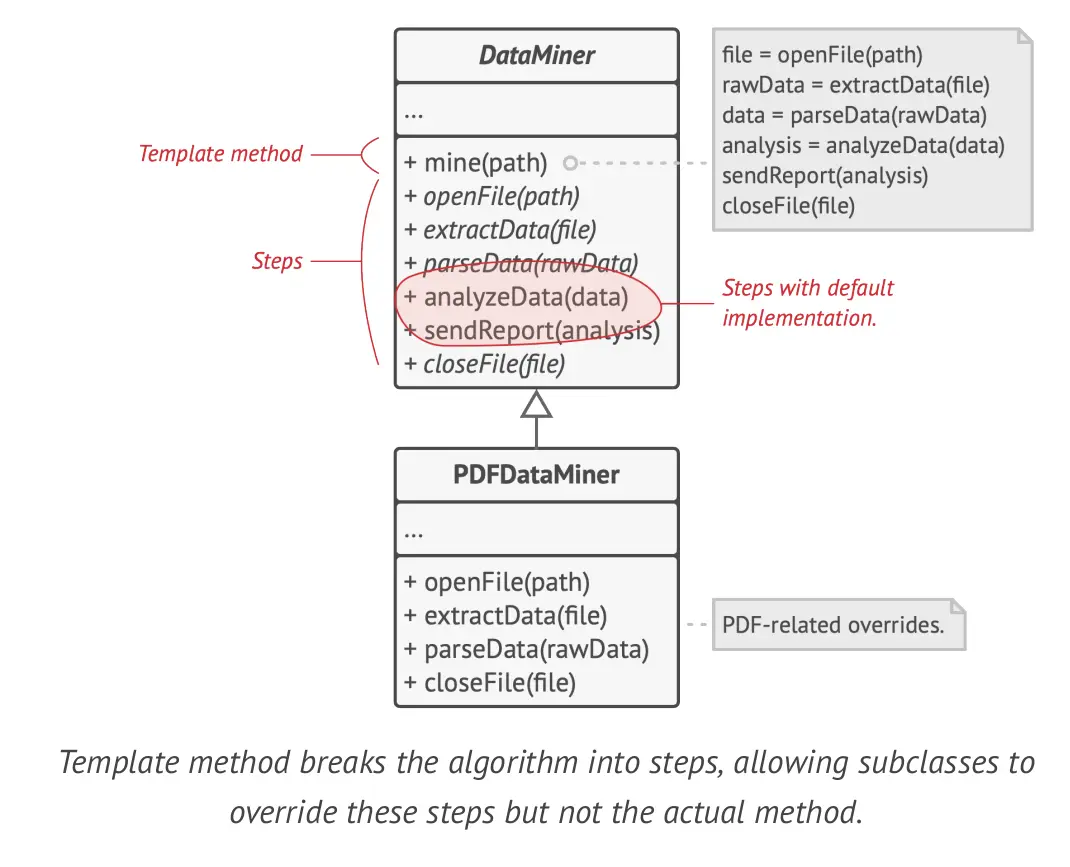 DataMiner
...
Template method
+ mine(path)
+ openFile(path)
+ extractData(file)
+ parseData(rawData)
+ analyzeData(data)
+ sendReport(analysis)
+ closeFile(file)
Steps
Steps with default
implementation.
file = openFile(path)
rawData = extractData(file)
data = parseData(rawData)
analysis = analyzeData(data)
sendReport(analysis)
closeFile(file)
PDFDataMiner
...
+ openFile(path)
+ extractData(file)
+ parseData(rawData)
+ closeFile(file)
PDF-related overrides.
Template method breaks the algorithm into steps, allowing subclasses to
override these steps but not the actual method.